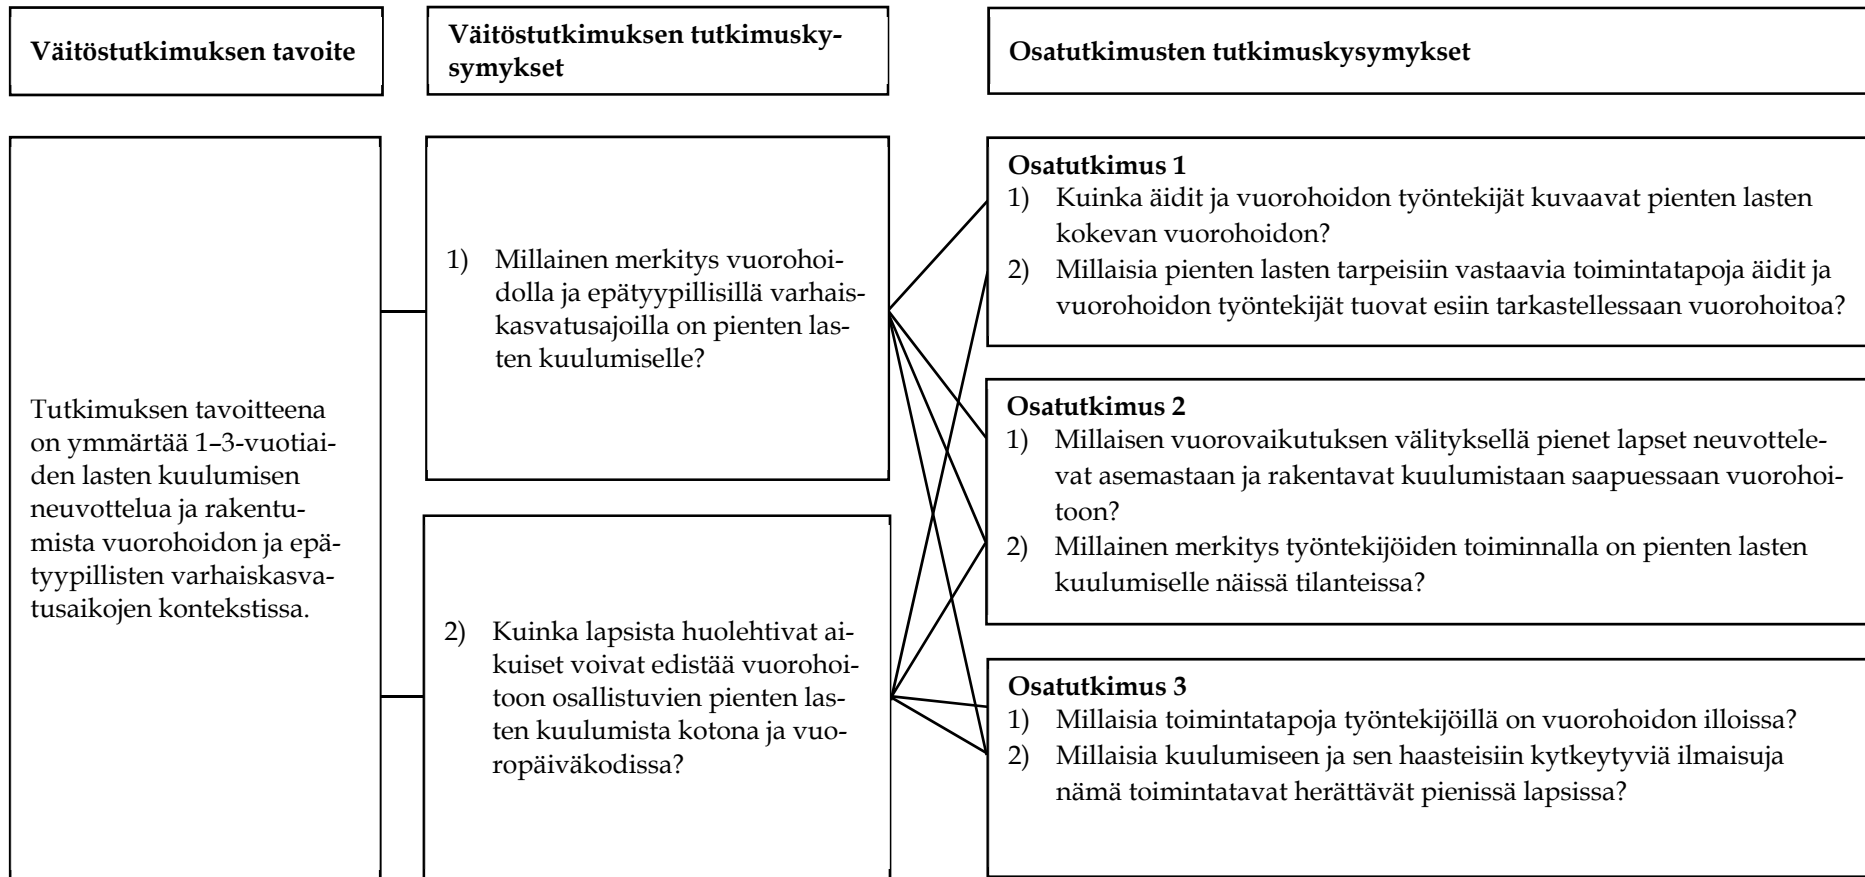 Väitöstutkimuksen tavoite
Väitöstutkimuksen tutkimusky-
symykset
Osatutkimusten tutkimuskysymykset
Tutkimuksen tavoitteena
on ymmärtää 1–3-vuotiai-
den lasten kuulumisen
neuvottelua ja rakentu-
mista vuorohoidon ja epä-
tyypillisten varhaiskasva-
tusaikojen kontekstissa.
1) Millainen merkitys vuorohoi-
dolla ja epätyypillisillä varhais-
kasvatusajoilla on pienten las-
ten kuulumiselle?
2) Kuinka lapsista huolehtivat ai-
kuiset voivat edistää vuorohoi-
toon osallistuvien pienten las-
ten kuulumista kotona ja vuo-
ropäiväkodissa?
Osatutkimus 1
1) Kuinka äidit ja vuorohoidon työntekijät kuvaavat pienten lasten
kokevan vuorohoidon?
2) Millaisia pienten lasten tarpeisiin vastaavia toimintatapoja äidit ja
vuorohoidon työntekijät tuovat esiin tarkastellessaan vuorohoitoa?
Osatutkimus 2
1) Millaisen vuorovaikutuksen välityksellä pienet lapset neuvottele-
vat asemastaan ja rakentavat kuulumistaan saapuessaan vuorohoi-
toon?
2) Millainen merkitys työntekijöiden toiminnalla on pienten lasten
kuulumiselle näissä tilanteissa?
Osatutkimus 3
1) Millaisia toimintatapoja työntekijöillä on vuorohoidon illoissa?
2) Millaisia kuulumiseen ja sen haasteisiin kytkeytyviä ilmaisuja
nämä toimintatavat herättävät pienissä lapsissa?